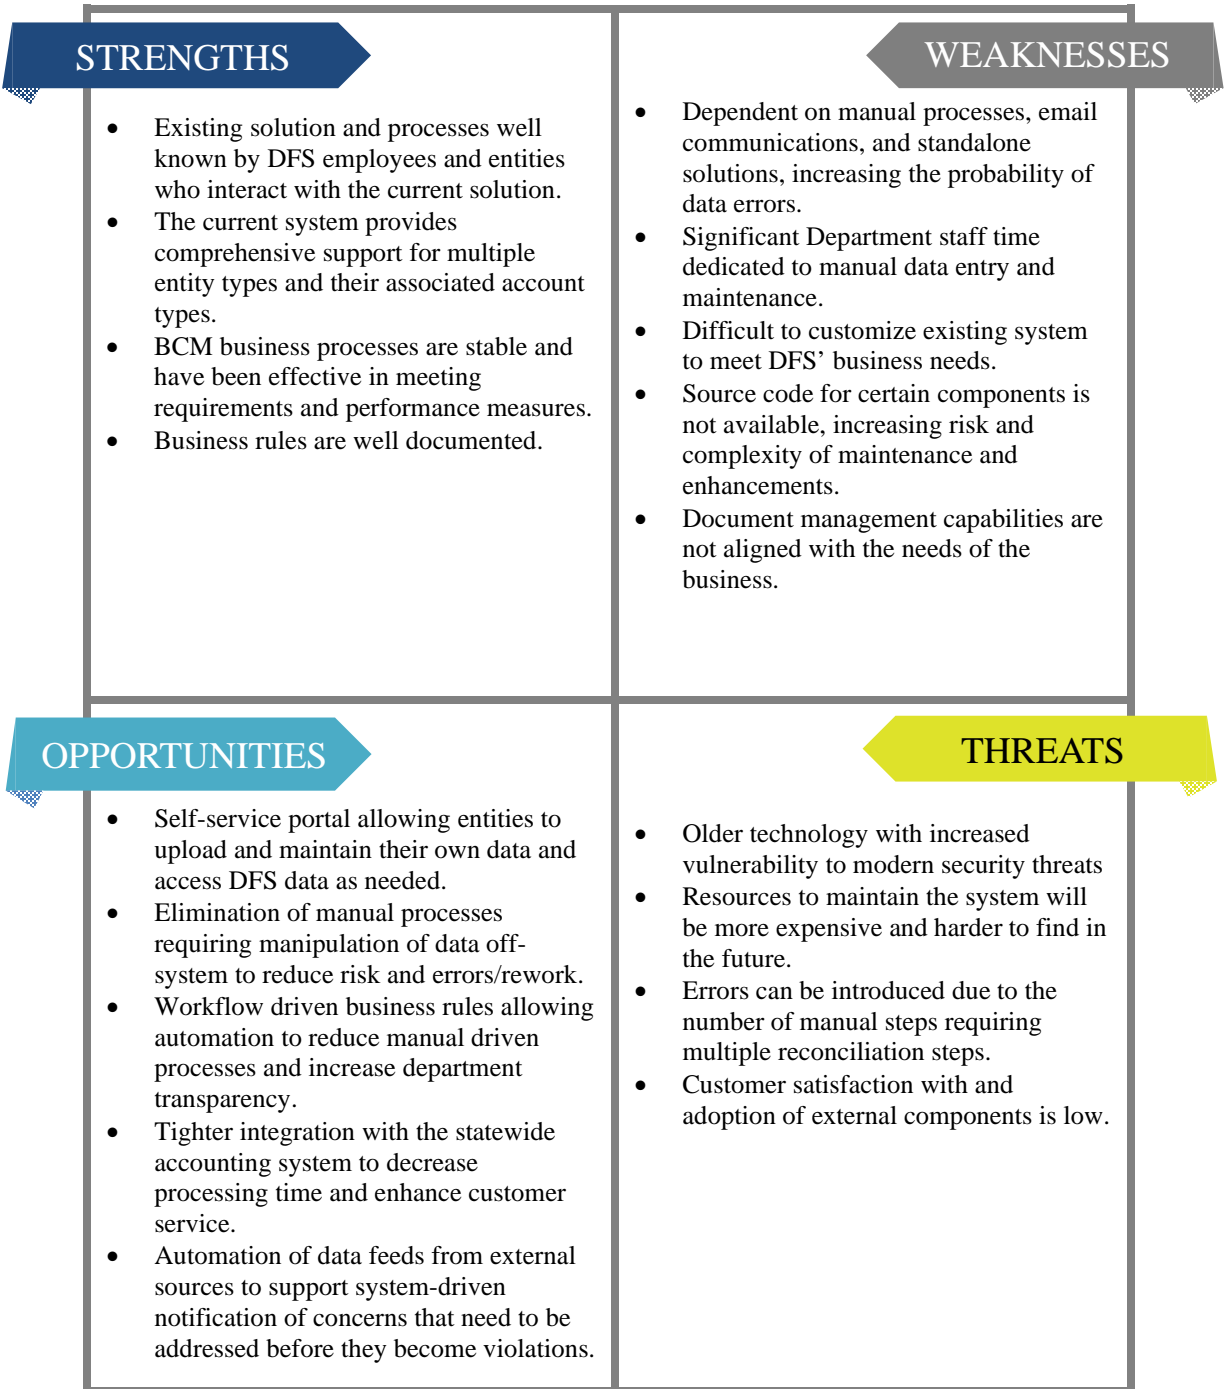 STRENGTHS
• Existing solution and processes well
known by DFS employees and entities
who interact with the current solution.
• The current system provides
comprehensive support for multiple
entity types and their associated account
types.
• BCM business processes are stable and
have been effective in meeting
requirements and performance measures.
• Business rules are well documented.
WEAKNESSES
• Dependent on manual processes, email
communications, and standalone
solutions, increasing the probability of
data errors.
• Significant Department staff time
dedicated to manual data entry and
maintenance.
• Difficult to customize existing system
to meet DFS’ business needs.
• Source code for certain components is
not available, increasing risk and
complexity of maintenance and
enhancements.
• Document management capabilities are
not aligned with the needs of the
business.
OPPORTUNITIES
• Self-service portal allowing entities to
upload and maintain their own data and
access DFS data as needed.
• Elimination of manual processes
requiring manipulation of data off-
system to reduce risk and errors/rework.
• Workflow driven business rules allowing
automation to reduce manual driven
processes and increase department
transparency.
• Tighter integration with the statewide
accounting system to decrease
processing time and enhance customer
service.
• Automation of data feeds from external
sources to support system-driven
notification of concerns that need to be
addressed before they become violations.
THREATS
• Older technology with increased
vulnerability to modern security threats
• Resources to maintain the system will
be more expensive and harder to find in
the future.
• Errors can be introduced due to the
number of manual steps requiring
multiple reconciliation steps.
• Customer satisfaction with and
adoption of external components is low.